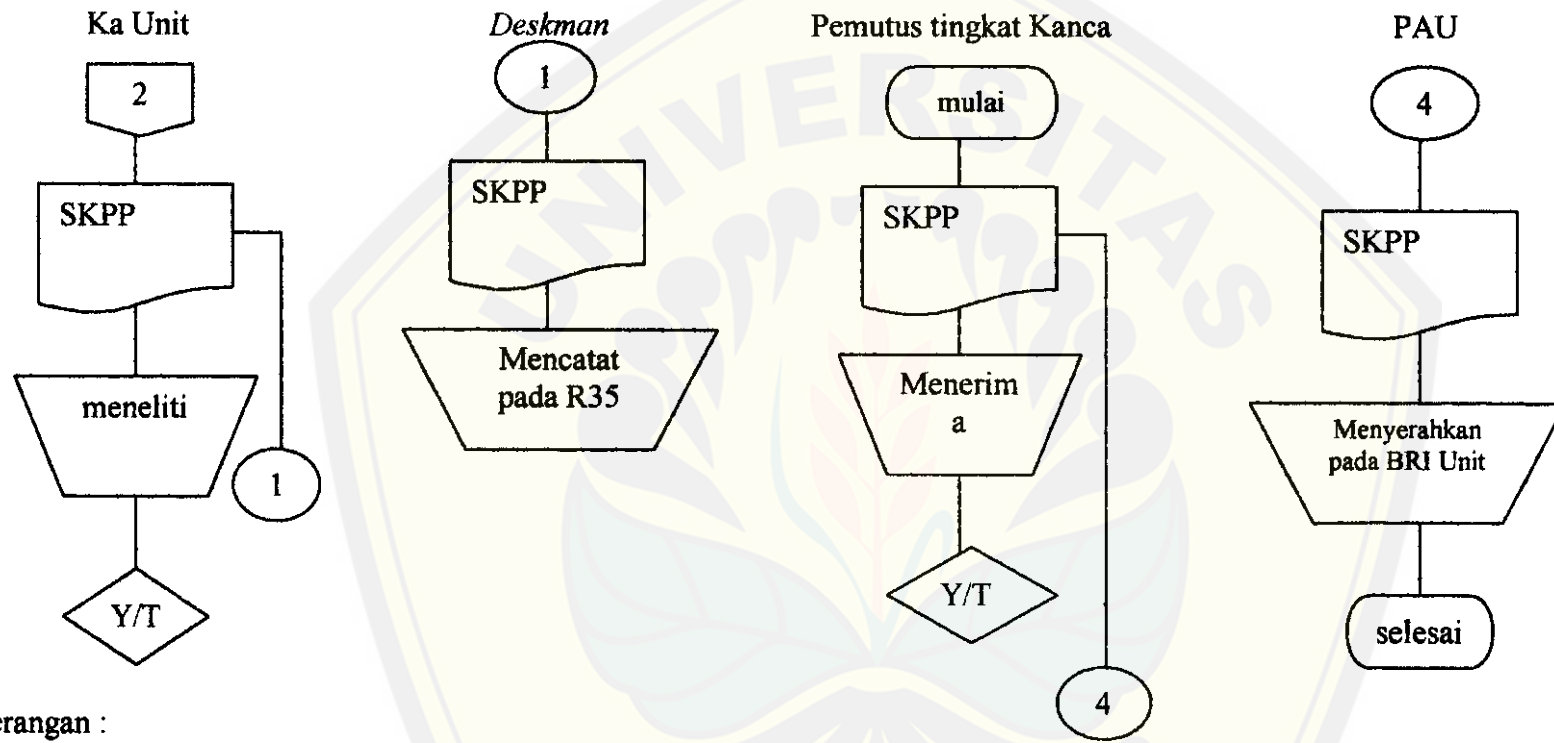 Ka Unit
2
SKPP
meneliti
1
Y/T
Deskman
1
SKPP
Mencatat
pada R35
Pemutus tingkat Kanca
mulai
SKPP
Menerim
a
Y/T
4
PAU
4
SKPP
Menyerahkan
pada BRI Unit
selesai
erangan :
UNIVERSITAS